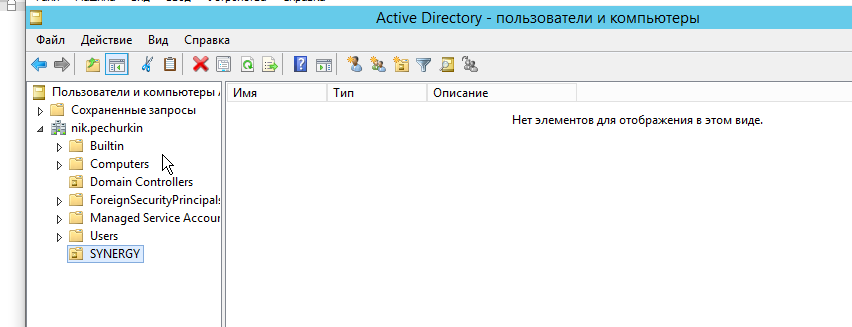 Active Directory - пользователи и компьютеры
Файл Действие Вид Справка
Пользователи и компьютеры
Имя Тип Описание
Сохраненные запросы
Нет элементов для отображения в этом виде.
nik.pechurkin
Builtin
Computers
Domain Controllers
ForeignSecurityPrincipals
Managed Service Accour
Users
SYNERGY